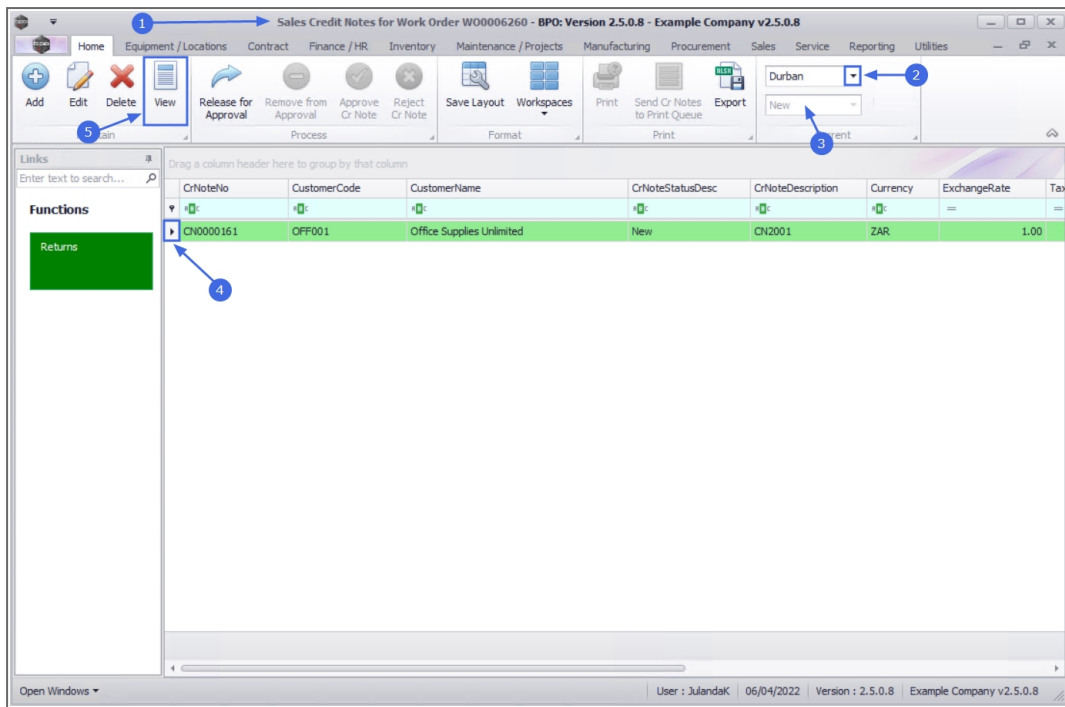 1
Sales Credit Notes for Work Order WO0006260 - BPO: Version 2.5.0.8 - Example Company v2.5.0.8
Home Equipment / Locations Contract Finance / HR Inventory Maintenance / Projects Manufacturing Procurement Sales Service Reporting Utilities
Add Edit Delete View Release for Approval Remove from Approval Approve Cr Note Reject Cr Note Save Layout Workspaces Print Send Cr Notes to Print Queue Export
Durban
2
New
5
Process Format Print
3
Links
Drag a column header here to group by that column
Enter text to search...
CrNoteNo CustomerCode CustomerName CrNoteStatusDesc CrNoteDescription Currency ExchangeRate Tax
Functions
CN0000161 OFF001 Office Supplies Unlimited New CN2001 ZAR 1.00
Returns
4
Open Windows User : JulandaK 06/04/2022 Version : 2.5.0.8 Example Company v2.5.0.8